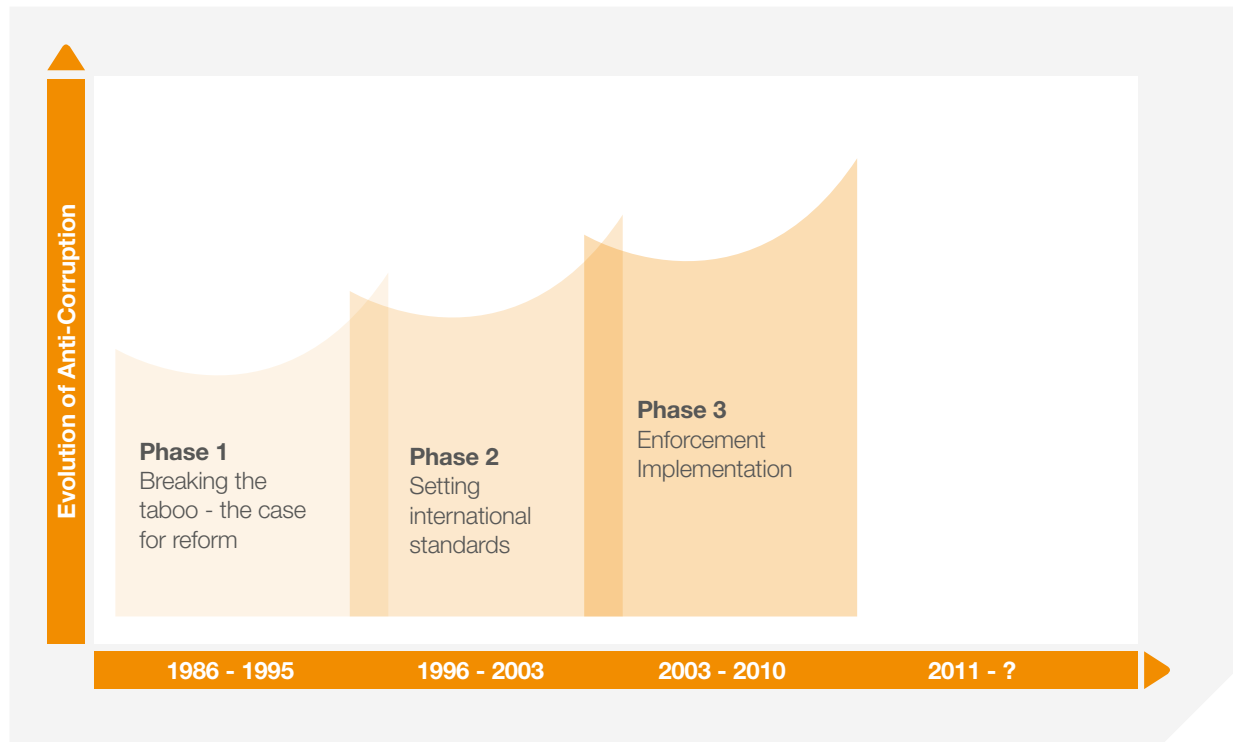 Evolution of Anti-Corruption
Phase 1
Breaking the
taboo - the case
for reform
Phase 2
Setting
international
standards
Phase 3
Enforcement
Implementation
1986 - 1995
1996 - 2003
2003 - 2010
2011 - ?